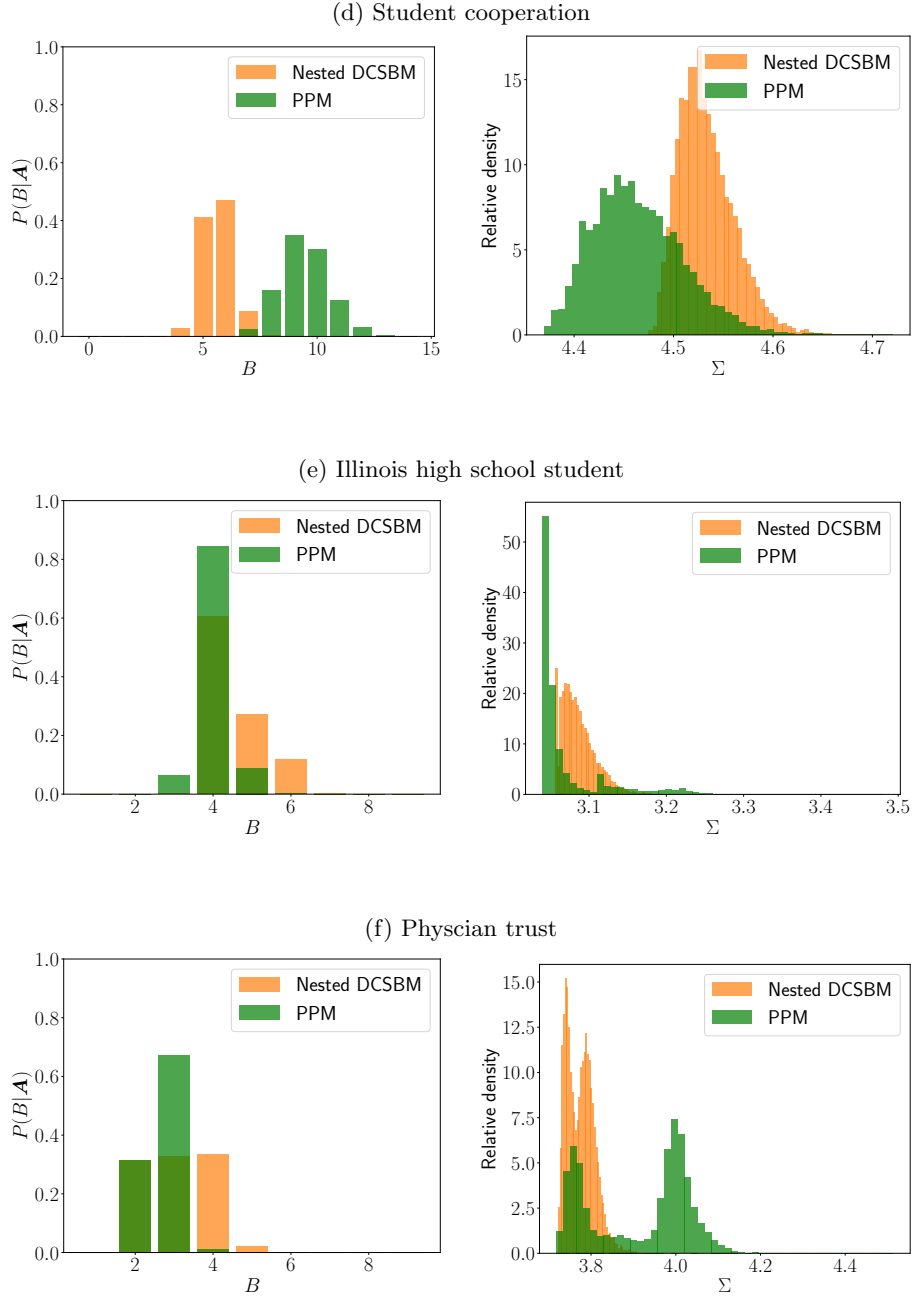 (d) Student cooperation
1.0
0.8
0.6
0.4
0.2
0.0
P(B|A)
0
5
10
15
B
Nested DCSBM
PPM
15
10
5
0
Relative density
4.4
4.5
4.6
4.7
Σ
Nested DCSBM
PPM
(e) Illinois high school student
1.0
0.8
0.6
0.4
0.2
0.0
P(B|A)
2
4
6
8
B
Nested DCSBM
PPM
50
40
30
20
10
0
Relative density
3.1
3.2
3.3
3.4
3.5
Σ
Nested DCSBM
PPM
(f) Physcian trust
1.0
0.8
0.6
0.4
0.2
0.0
P(B|A)
2
4
6
8
B
Nested DCSBM
PPM
15.0
12.5
10.0
7.5
5.0
2.5
0.0
Relative density
3.8
4.0
4.2
4.4
Σ
Nested DCSBM
PPM